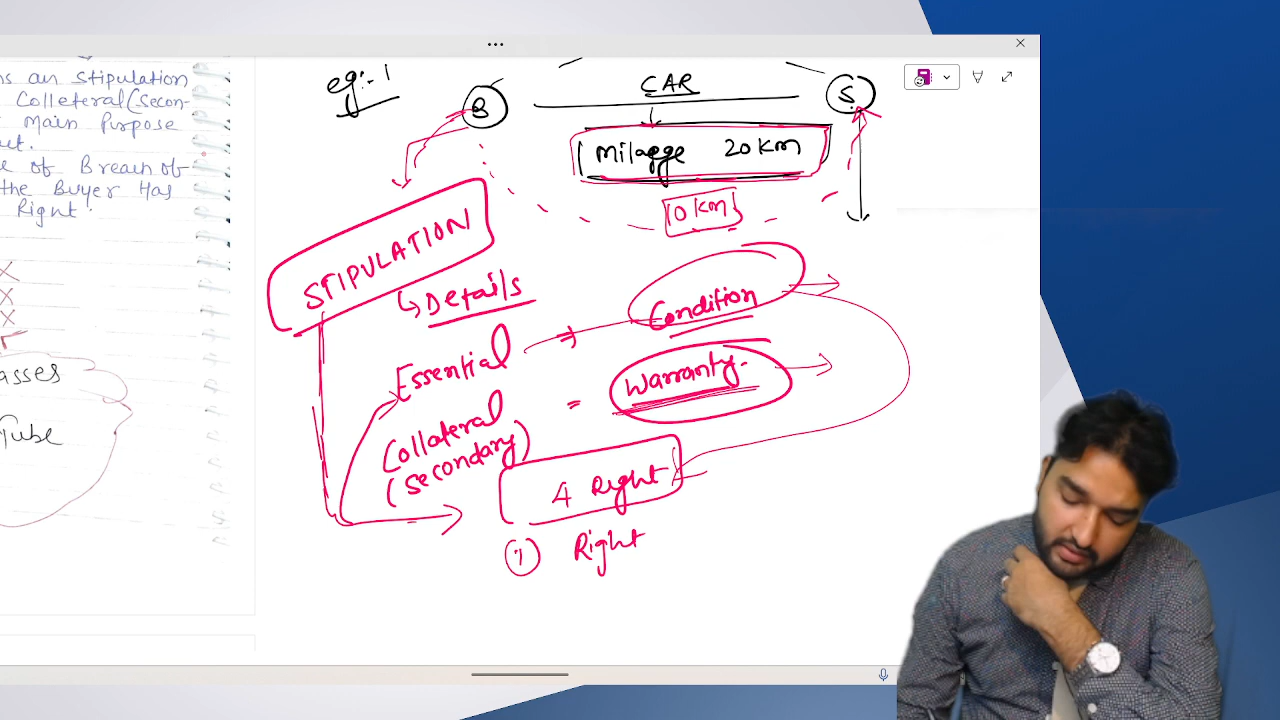 ns an Stipulation
Colleteral (Secon-
Main Purpose
of Breach of
the Buyer Has
Right.
asses
Tube
eg:- 1
B
CAR
S
Milagge 20 Km
10 Km
STIPULATION
Details
Essential ⇒ Condition
Collateral = Warranty.
(Secondary)
4 Right
① Right